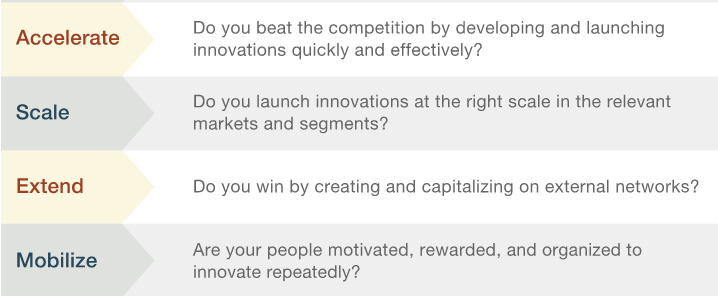 Accelerate
Do you beat the competition by developing and launching
innovations quickly and effectively?
Scale
Do you launch innovations at the right scale in the relevant
markets and segments?
Extend
Do you win by creating and capitalizing on external networks?
Mobilize
Are your people motivated, rewarded, and organized to
innovate repeatedly?